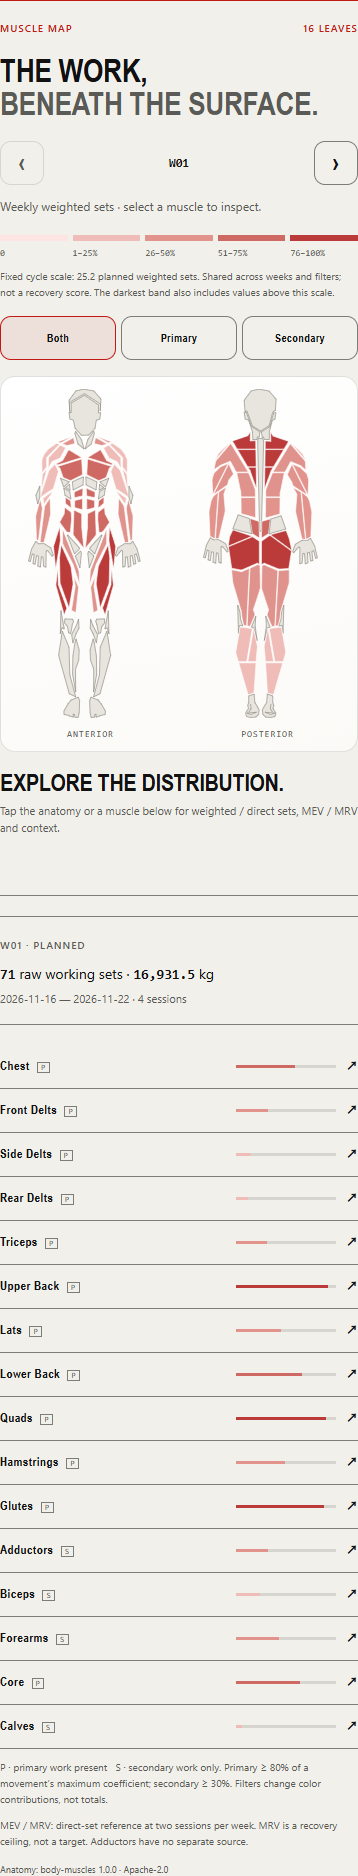 MUSCLE MAP
16 LEAVES
THE WORK,
BENEATH THE SURFACE.
‹
W01
›
Weekly weighted sets · select a muscle to inspect.
0
1–25%
26–50%
51–75%
76–100%
Fixed cycle scale: 25.2 planned weighted sets. Shared across weeks and filters;
not a recovery score. The darkest band also includes values above this scale.
Both
Primary
Secondary
ANTERIOR
POSTERIOR
EXPLORE THE DISTRIBUTION.
Tap the anatomy or a muscle below for weighted / direct sets, MEV / MRV
and context.
W01 · PLANNED
71 raw working sets · 16,931.5 kg
2026-11-16 — 2026-11-22 · 4 sessions
Chest P ↗
Front Delts P ↗
Side Delts P ↗
Rear Delts P ↗
Triceps P ↗
Upper Back P ↗
Lats P ↗
Lower Back P ↗
Quads P ↗
Hamstrings P ↗
Glutes P ↗
Adductors S ↗
Biceps S ↗
Forearms S ↗
Core P ↗
Calves S ↗
P · primary work present S · secondary work only. Primary ≥ 80% of a
movement's maximum coefficient; secondary ≥ 30%. Filters change color
contributions, not totals.
MEV / MRV: direct-set reference at two sessions per week. MRV is a recovery
ceiling, not a target. Adductors have no separate source.
Anatomy: body-muscles 1.0.0 · Apache-2.0